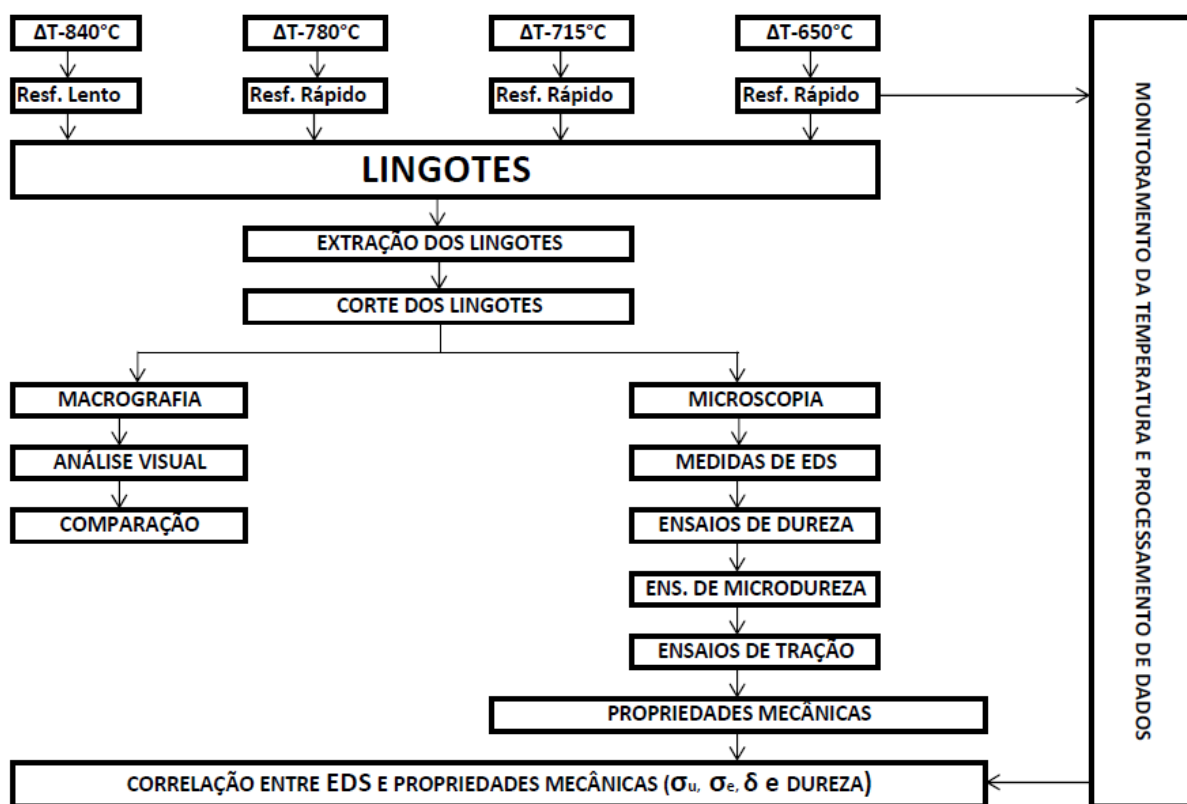 ΔT-840°C
ΔT-780°C
ΔT-715°C
ΔT-650°C
Resf. Lento
Resf. Rápido
Resf. Rápido
Resf. Rápido
LINGOTES
EXTRAÇÃO DOS LINGOTES
CORTE DOS LINGOTES
MACROGRAFIA
MICROSCOPIA
ANÁLISE VISUAL
MEDIDAS DE EDS
COMPARAÇÃO
ENSAIOS DE DUREZA
ENS. DE MICRODUREZA
ENSAIOS DE TRAÇÃO
PROPRIEDADES MECÂNICAS
CORRELAÇÃO ENTRE EDS E PROPRIEDADES MECÂNICAS (σu, σe, δ e DUREZA)
MONITORAMENTO DA TEMPERATURA E PROCESSAMENTO DE DADOS